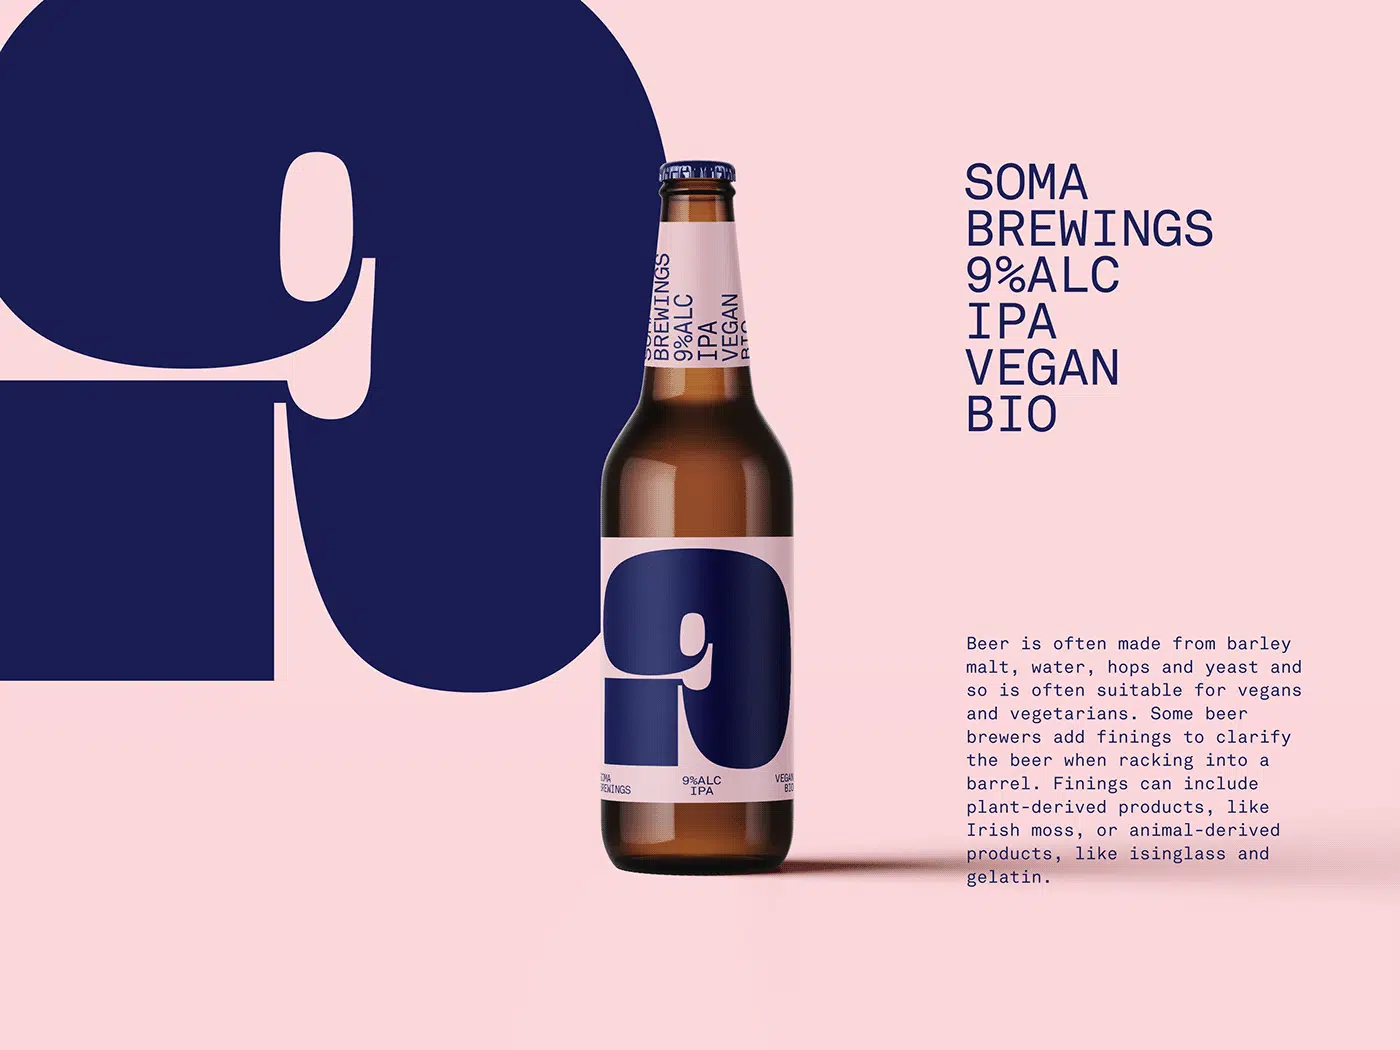 9
SOMA
BREWINGS
9%ALC
IPA
VEGAN
BIO
BREWINGS
9%ALC
IPA
VEGAN
9
BREWINGS
9%ALC
IPA
VEGAN
BIO
Beer is often made from barley
malt, water, hops and yeast and
so is often suitable for vegans
and vegetarians. Some beer
brewers add finings to clarify
the beer when racking into a
barrel. Finings can include
plant-derived products, like
Irish moss, or animal-derived
products, like isinglass and
gelatin.